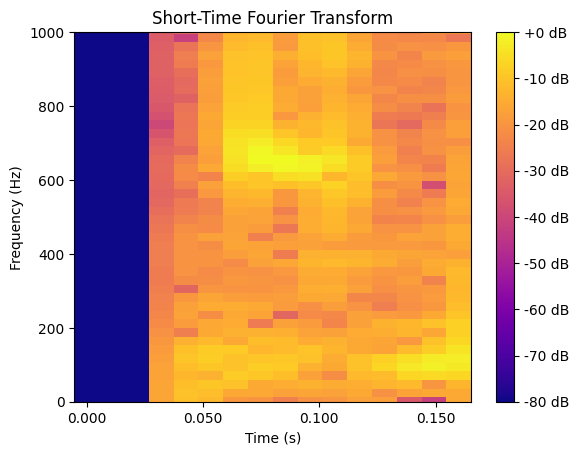 Short-Time Fourier Transform
1000
800
600
400
200
0
Frequency (Hz)
0.000
0.050
0.100
0.150
Time (s)
+0 dB
-10 dB
-20 dB
-30 dB
-40 dB
-50 dB
-60 dB
-70 dB
-80 dB